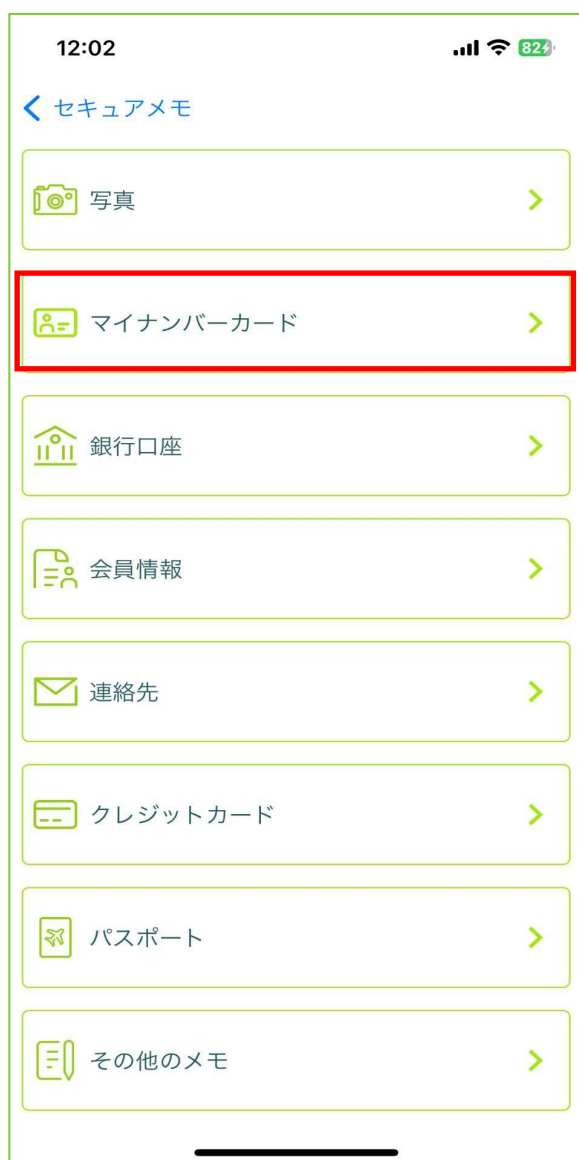 12:02
82
セキュアメモ
写真
マイナンバーカード
銀行口座
会員情報
連絡先
クレジットカード
パスポート
その他のメモ